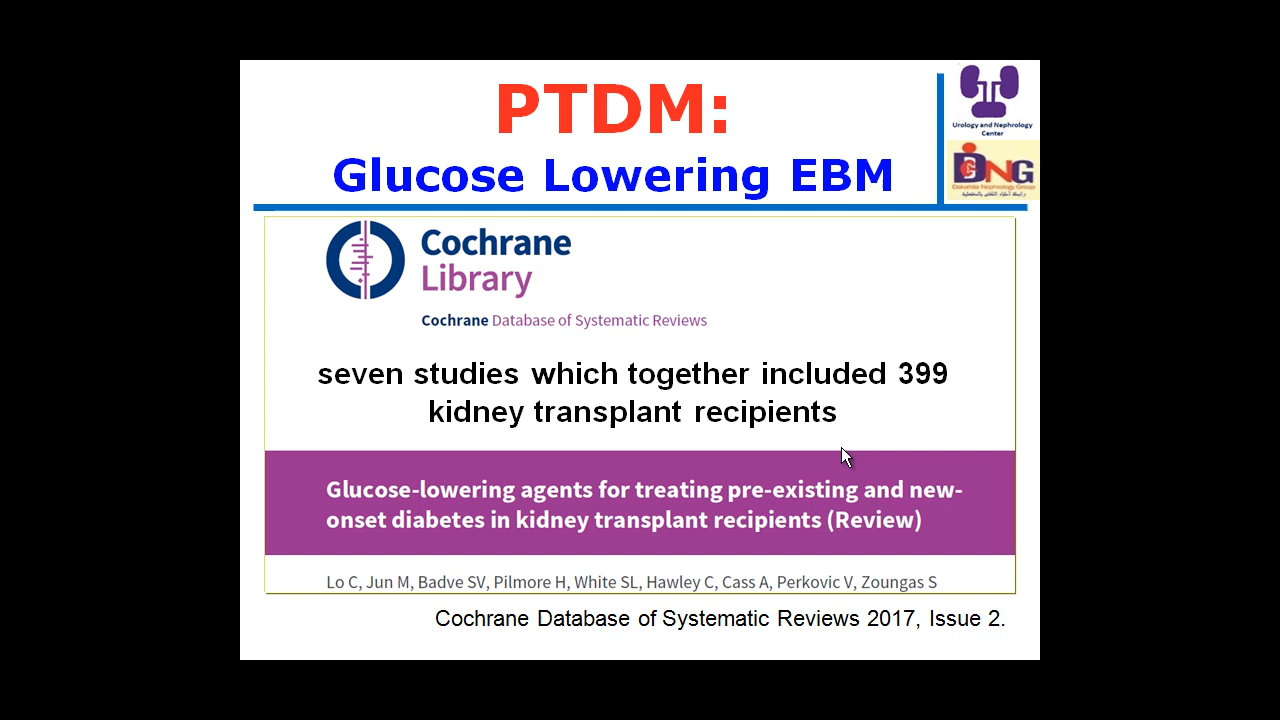 PTDM:
Glucose Lowering EBM
Urology and Nephrology
Center
DNG
Dakahlia Nephrology Group
Cochrane
Library
Cochrane Database of Systematic Reviews
seven studies which together included 399
kidney transplant recipients
Glucose-lowering agents for treating pre-existing and new-
onset diabetes in kidney transplant recipients (Review)
Lo C, Jun M, Badve SV, Pilmore H, White SL, Hawley C, Cass A, Perkovic V, Zoungas S
Cochrane Database of Systematic Reviews 2017, Issue 2.